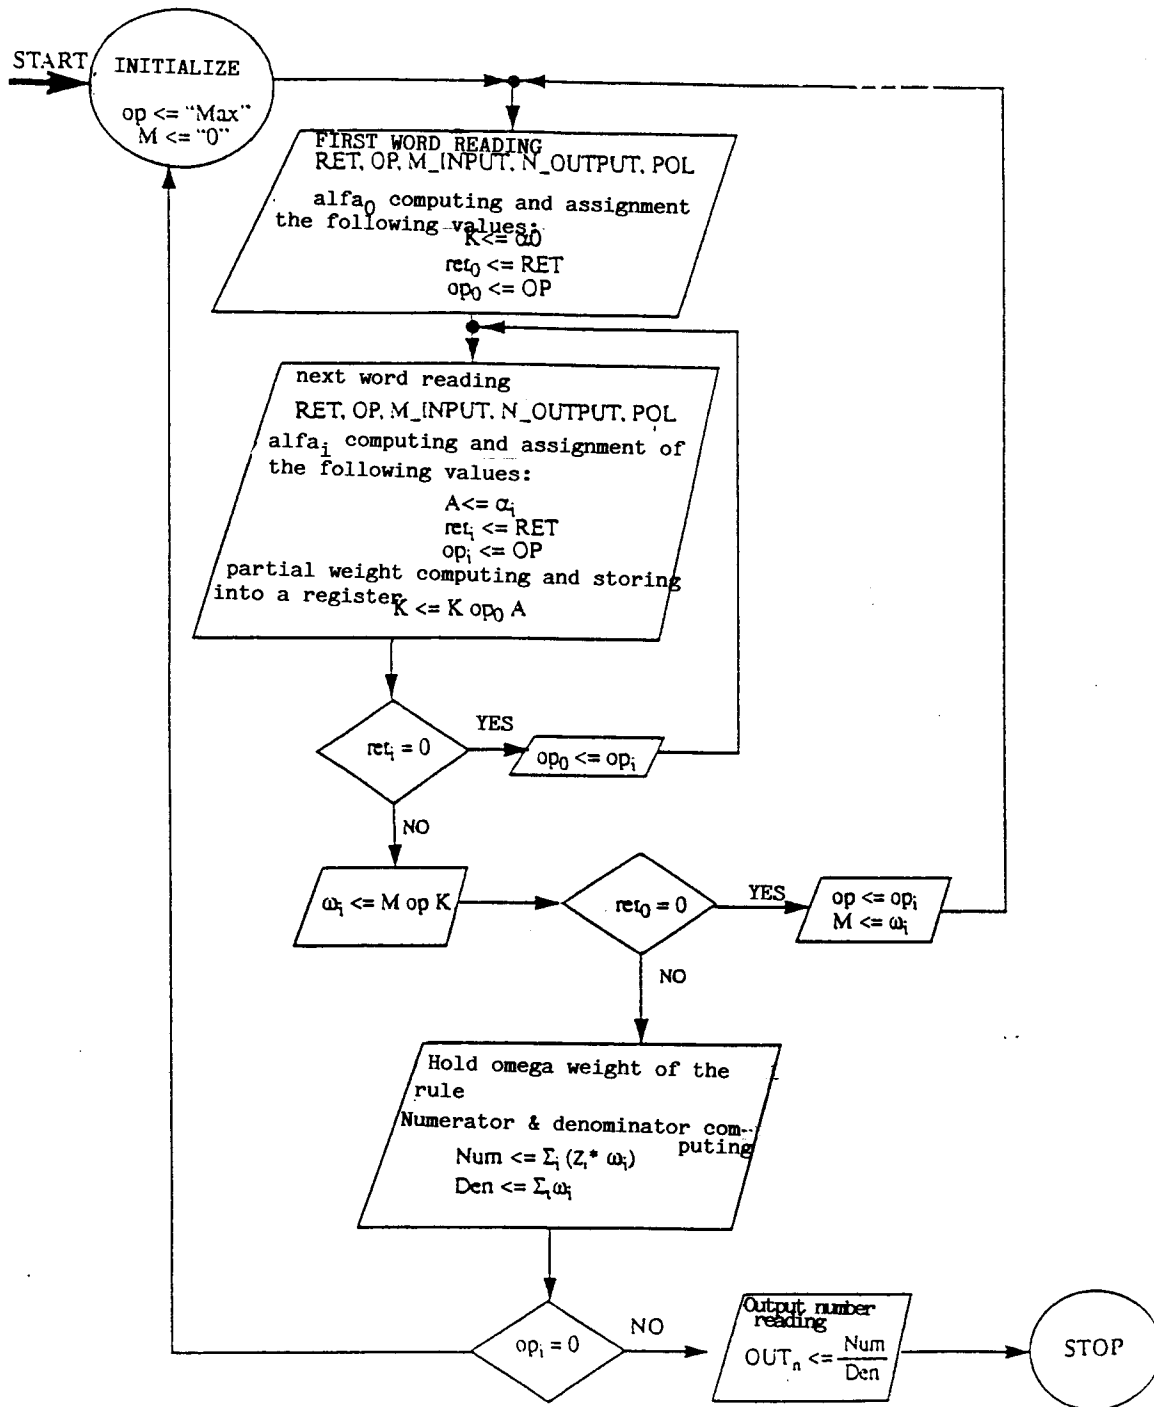 START
INITIALIZE
op <= "Max"
M <= "0"
FIRST WORD READING
RET, OP, M_INPUT, N_OUTPUT, POL
alfa0 computing and assignment
the following values:
K<= α0
ret0 <= RET
op0 <= OP
next word reading
RET, OP, M_INPUT, N_OUTPUT, POL
alfai computing and assignment of
the following values:
A<= αi
reti <= RET
opi <= OP
partial weight computing and storing
into a register
K <= K op0 A
reti = 0
YES
op0 <= opi
NO
ωi <= M op K
ret0 = 0
YES
op <= opi
M <= ωi
NO
Hold omega weight of the
rule
Numerator & denominator com-
puting
Num <= Σi (Zi* ωi)
Den <= Σiωi
opi = 0
NO
Output number
reading
OUTn <= Num
Den
STOP